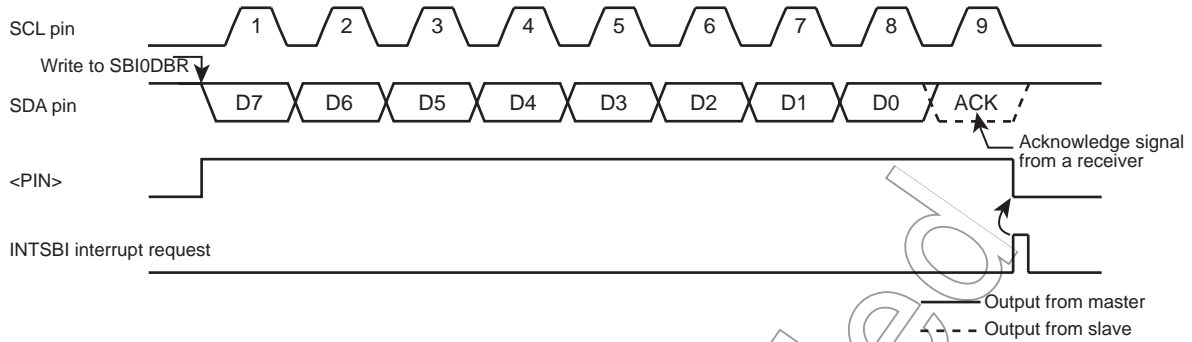 SCL pin
1 2 3 4 5 6 7 8 9
Write to SBI0DBR
SDA pin
D7 D6 D5 D4 D3 D2 D1 D0 ACK
Acknowledge signal
from a receiver
<PIN>
INTSBI interrupt request
Output from master
Output from slave